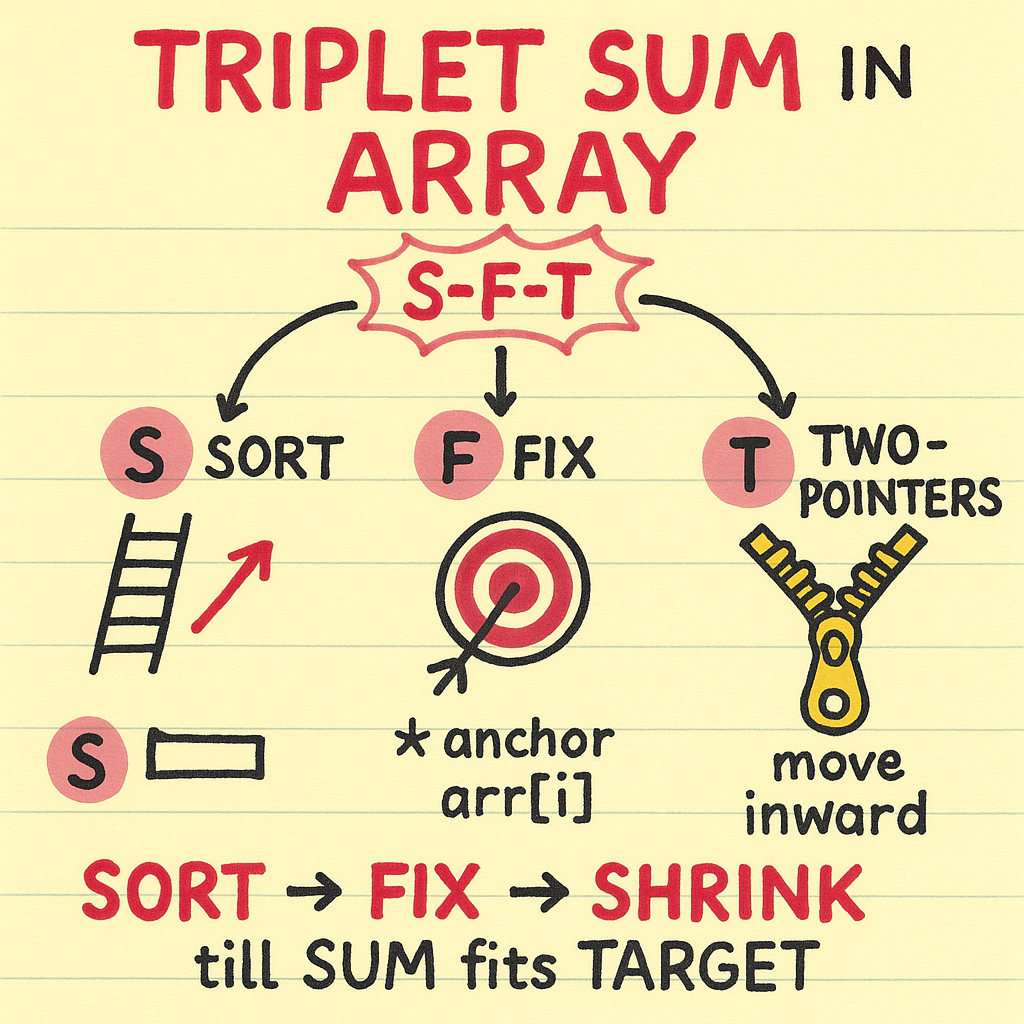 TRIPLET SUM IN
ARRAY
S-F-T
S SORT
F FIX
T TWO-
POINTERS
S
* anchor
arr[i]
move
inward
SORT → FIX → SHRINK
till SUM fits TARGET